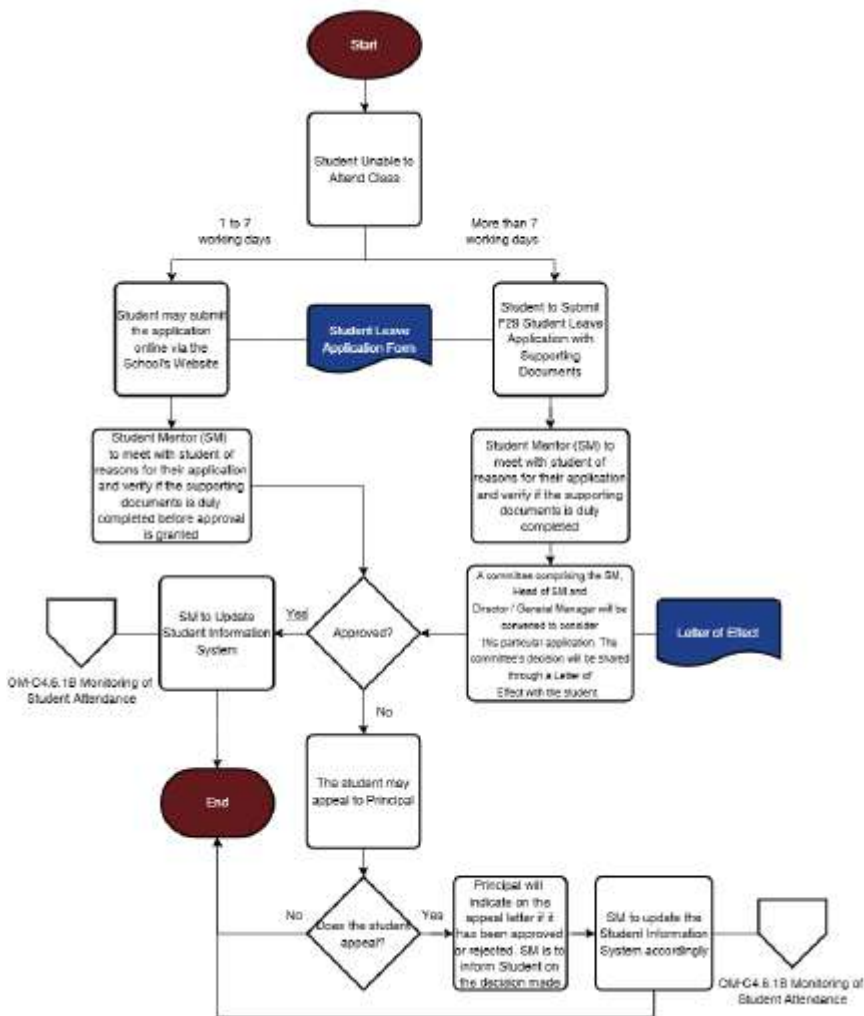 Start
Student Unable to
Attend Class
1 to 7
working days
More than 7
working days
Student may submit
the application
online via the
School's Website
Student Leave
Application Form
Student to Submit
F29 Student Leave
Application with
Supporting
Documents
Student Mentor (SM)
to meet with student of
reasons for their application
and verify if the supporting
documents is duly
completed before approval
is granted
Student Mentor (SM) to
meet with student of
reasons for their application
and verify if the supporting
documents is duly
completed
A committee comprising the SM,
Head of SM and
Director / General Manager will be
convened to consider
this particular application. The
committee's decision will be shared
through a Letter of
Effect with the student
Letter of Effect
Approved?
Yes
SM to Update
Student Information
System
OM-C4.6.1B Monitoring of
Student Attendance
No
The student may
appeal to Principal
End
Does the student
appeal?
No
Yes
Principal will
indicate on the
appeal letter if it
has been approved
or rejected. SM is to
inform Student on
the decision made
SM to update the
Student Information
System accordingly
OM-C4.6.1B Monitoring of
Student Attendance